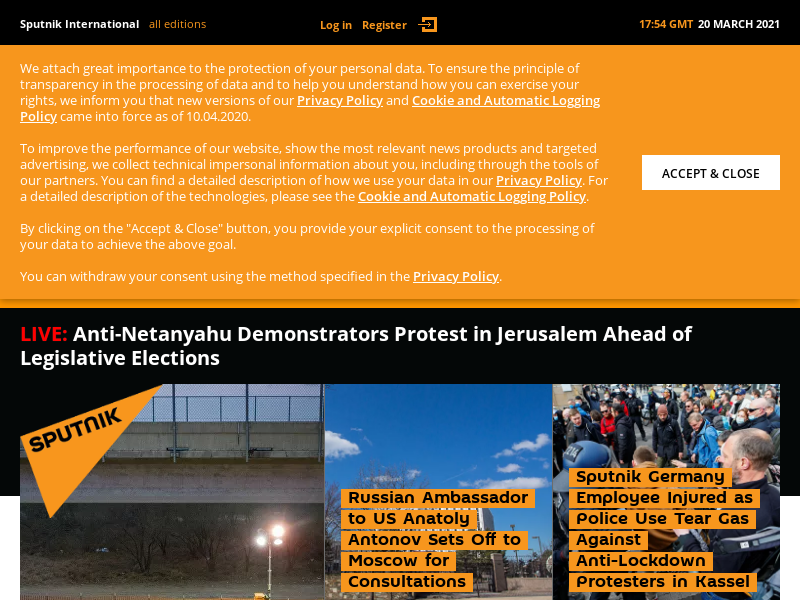 Sputnik International all editions Log in Register 17:54 GMT 20 MARCH 2021
We attach great importance to the protection of your personal data. To ensure the principle of
transparency in the processing of data and to help you understand how you can exercise your
rights, we inform you that new versions of our Privacy Policy and Cookie and Automatic Logging
Policy came into force as of 10.04.2020.
To improve the performance of our website, show the most relevant news products and targeted
advertising, we collect technical impersonal information about you, including through the tools of
our partners. You can find a detailed description of how we use your data in our Privacy Policy. For
a detailed description of the technologies, please see the Cookie and Automatic Logging Policy.
By clicking on the "Accept & Close" button, you provide your explicit consent to the processing of
your data to achieve the above goal.
You can withdraw your consent using the method specified in the Privacy Policy.
ACCEPT & CLOSE
LIVE: Anti-Netanyahu Demonstrators Protest in Jerusalem Ahead of
Legislative Elections
SPUTNIK
Russian Ambassador
to US Anatoly
Antonov Sets Off to
Moscow for
Consultations
Sputnik Germany
Employee Injured as
Police Use Tear Gas
Against
Anti-Lockdown
Protesters in Kassel